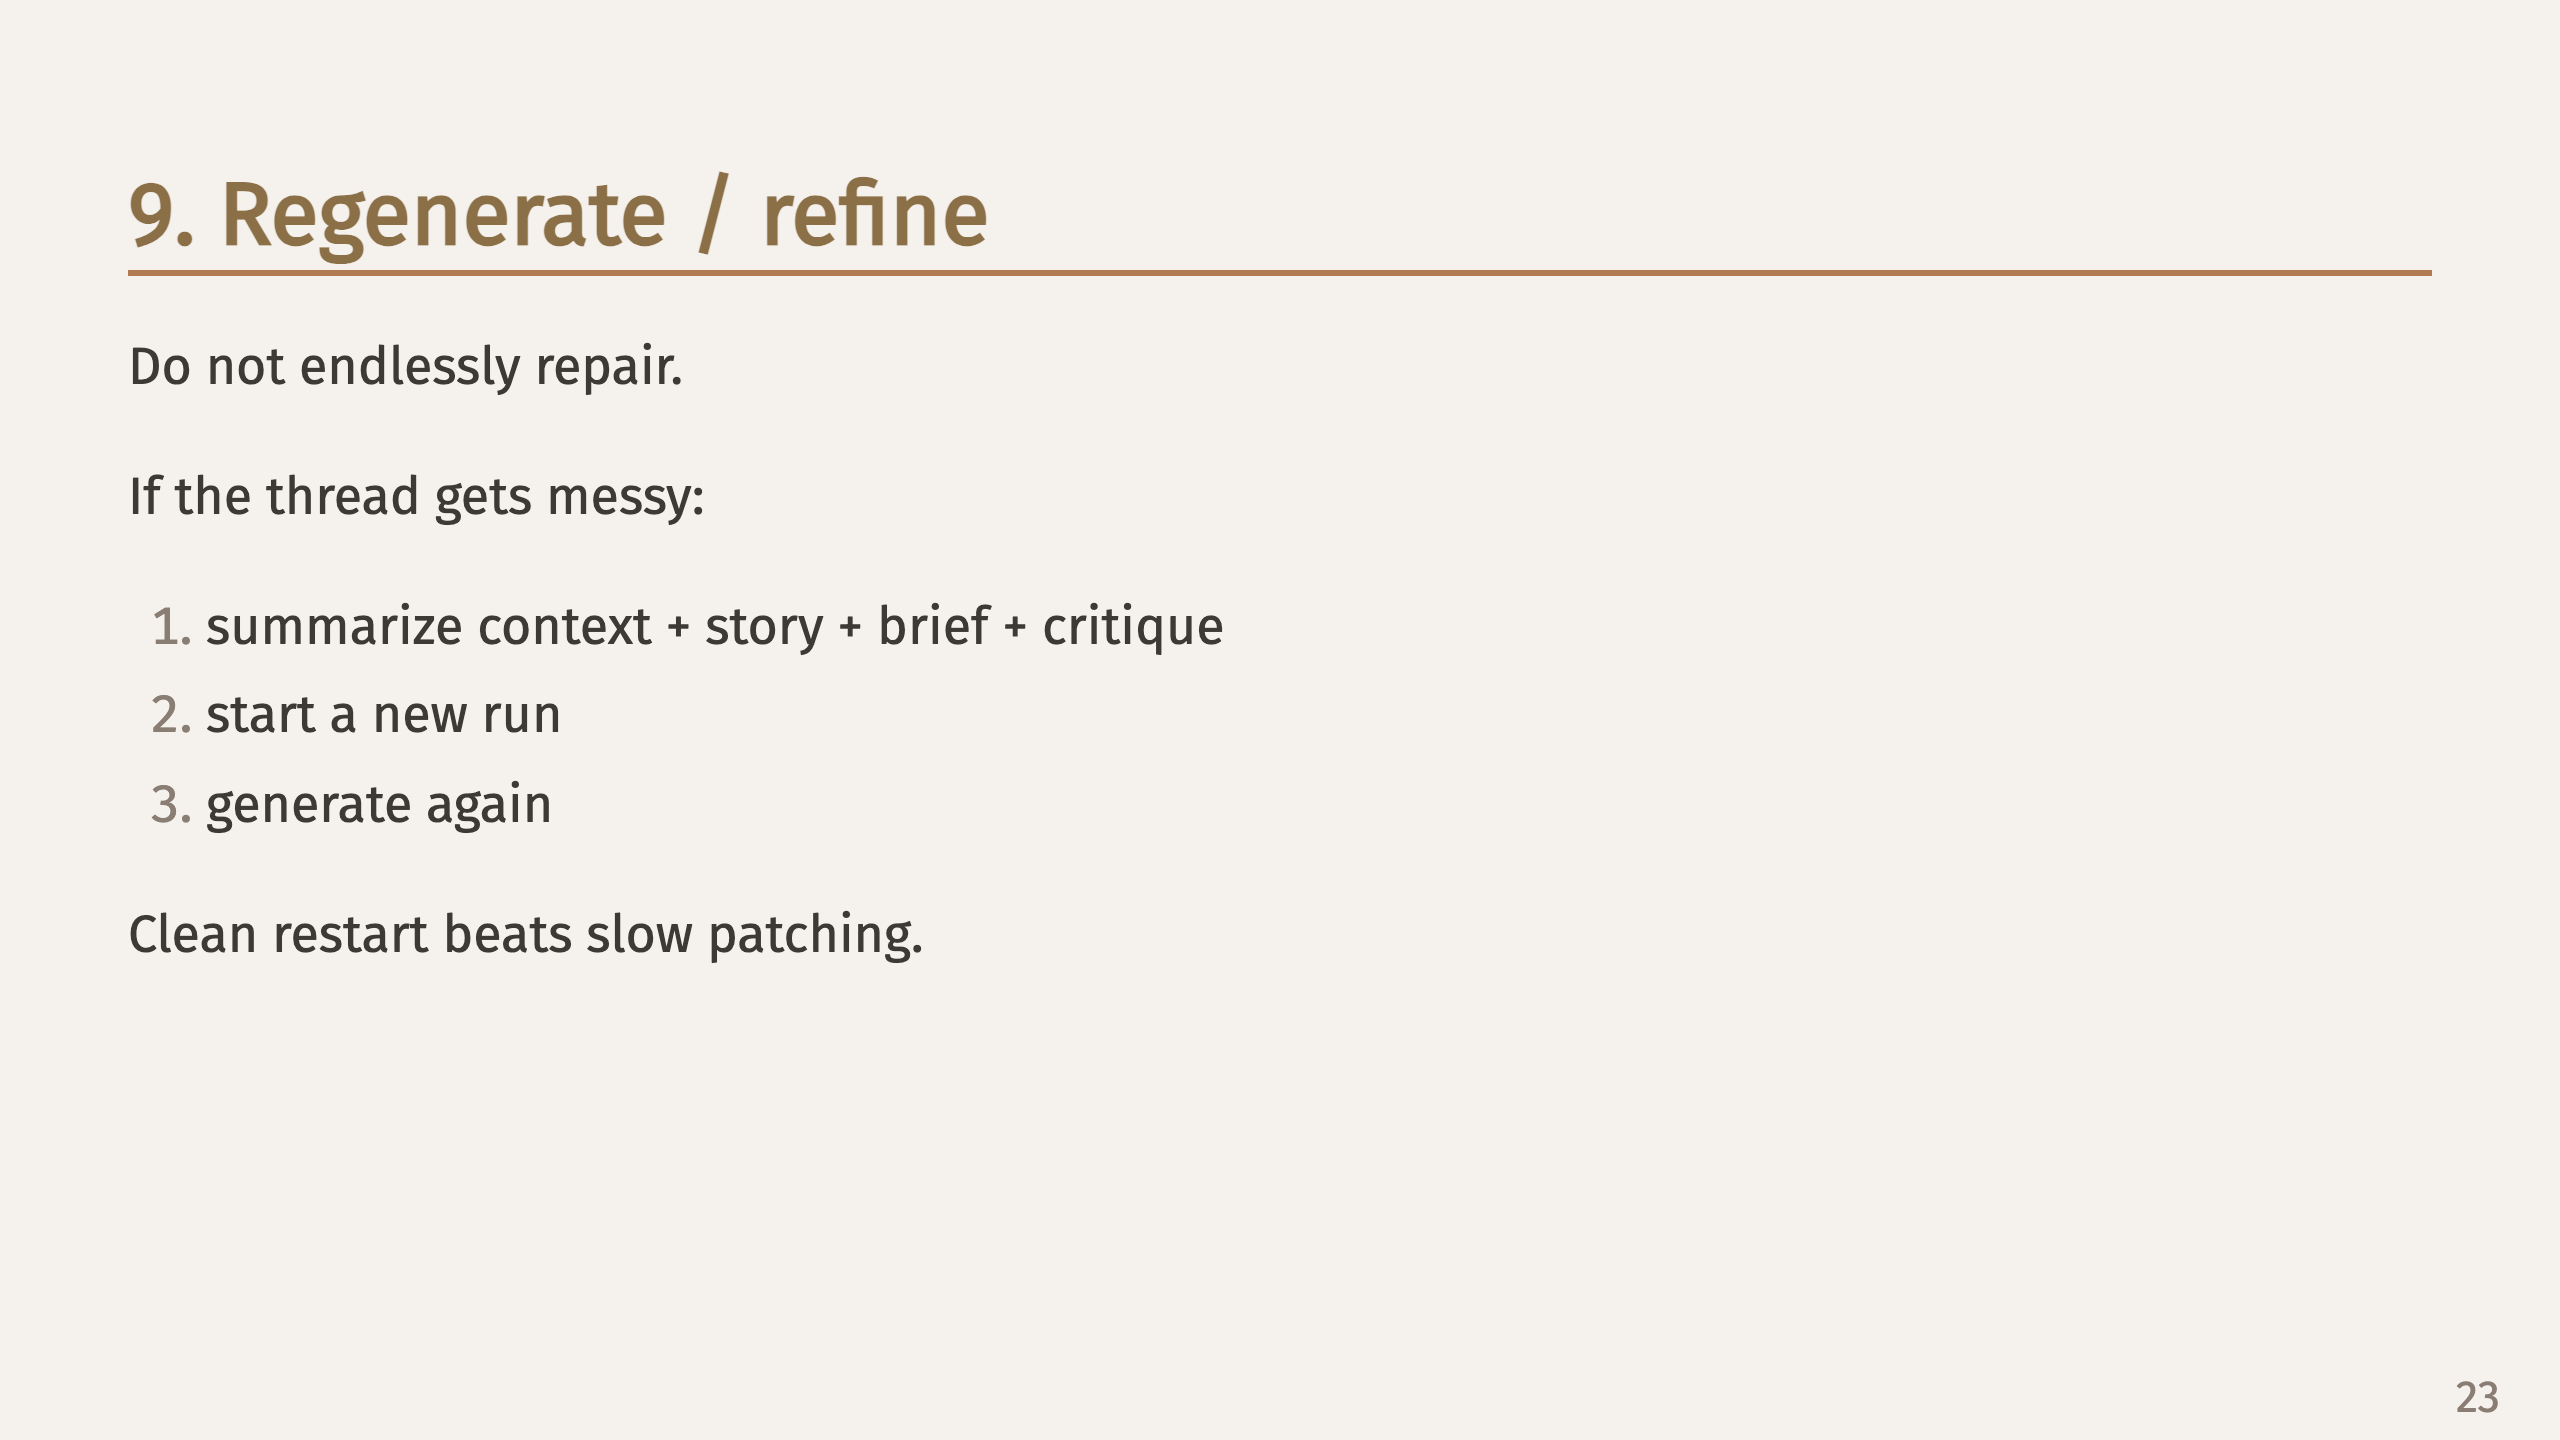 9. Regenerate / refine
Do not endlessly repair.
If the thread gets messy:
1. summarize context + story + brief + critique
2. start a new run
3. generate again
Clean restart beats slow patching.
23